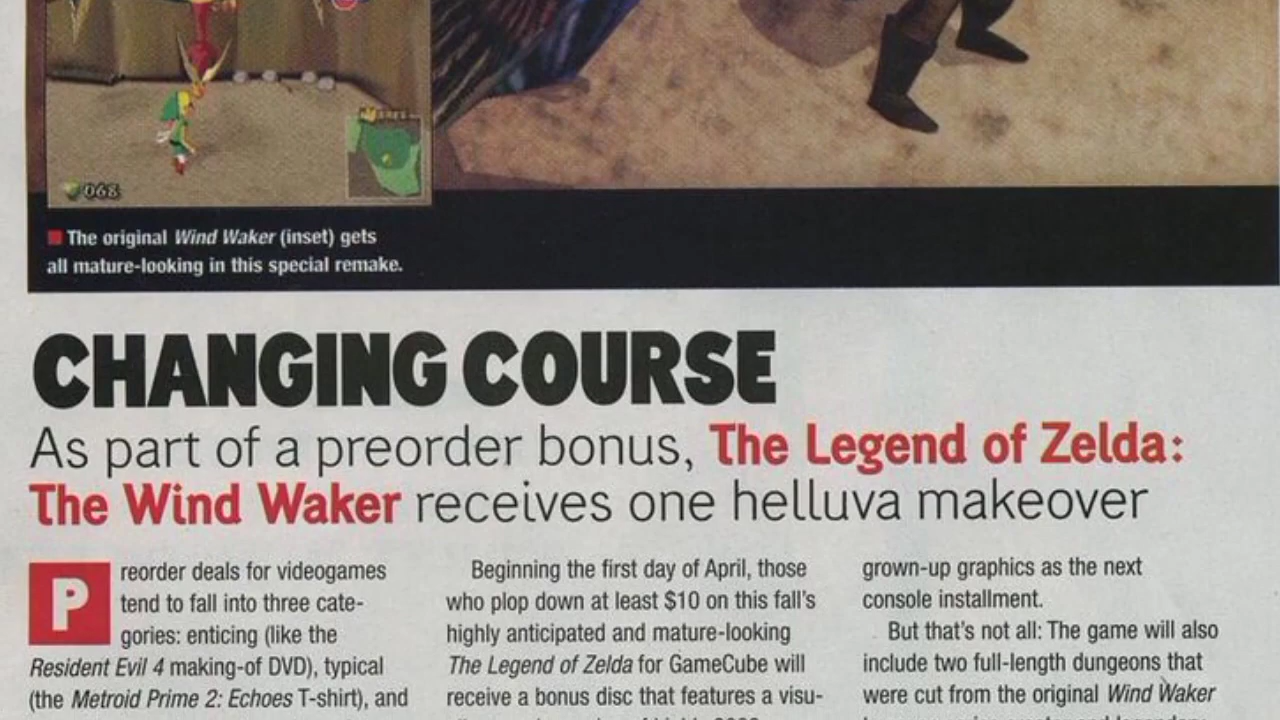 068
The original Wind Waker (inset) gets
all mature-looking in this special remake.
CHANGING COURSE
As part of a preorder bonus, The Legend of Zelda:
The Wind Waker receives one helluva makeover
Preorder deals for videogames
tend to fall into three cate-
gories: enticing (like the
Resident Evil 4 making-of DVD), typical
(the Metroid Prime 2: Echoes T-shirt), and
Beginning the first day of April, those
who plop down at least $10 on this fall's
highly anticipated and mature-looking
The Legend of Zelda for GameCube will
receive a bonus disc that features a visu-
grown-up graphics as the next
console installment.
But that's not all: The game will also
include two full-length dungeons that
were cut from the original Wind Waker